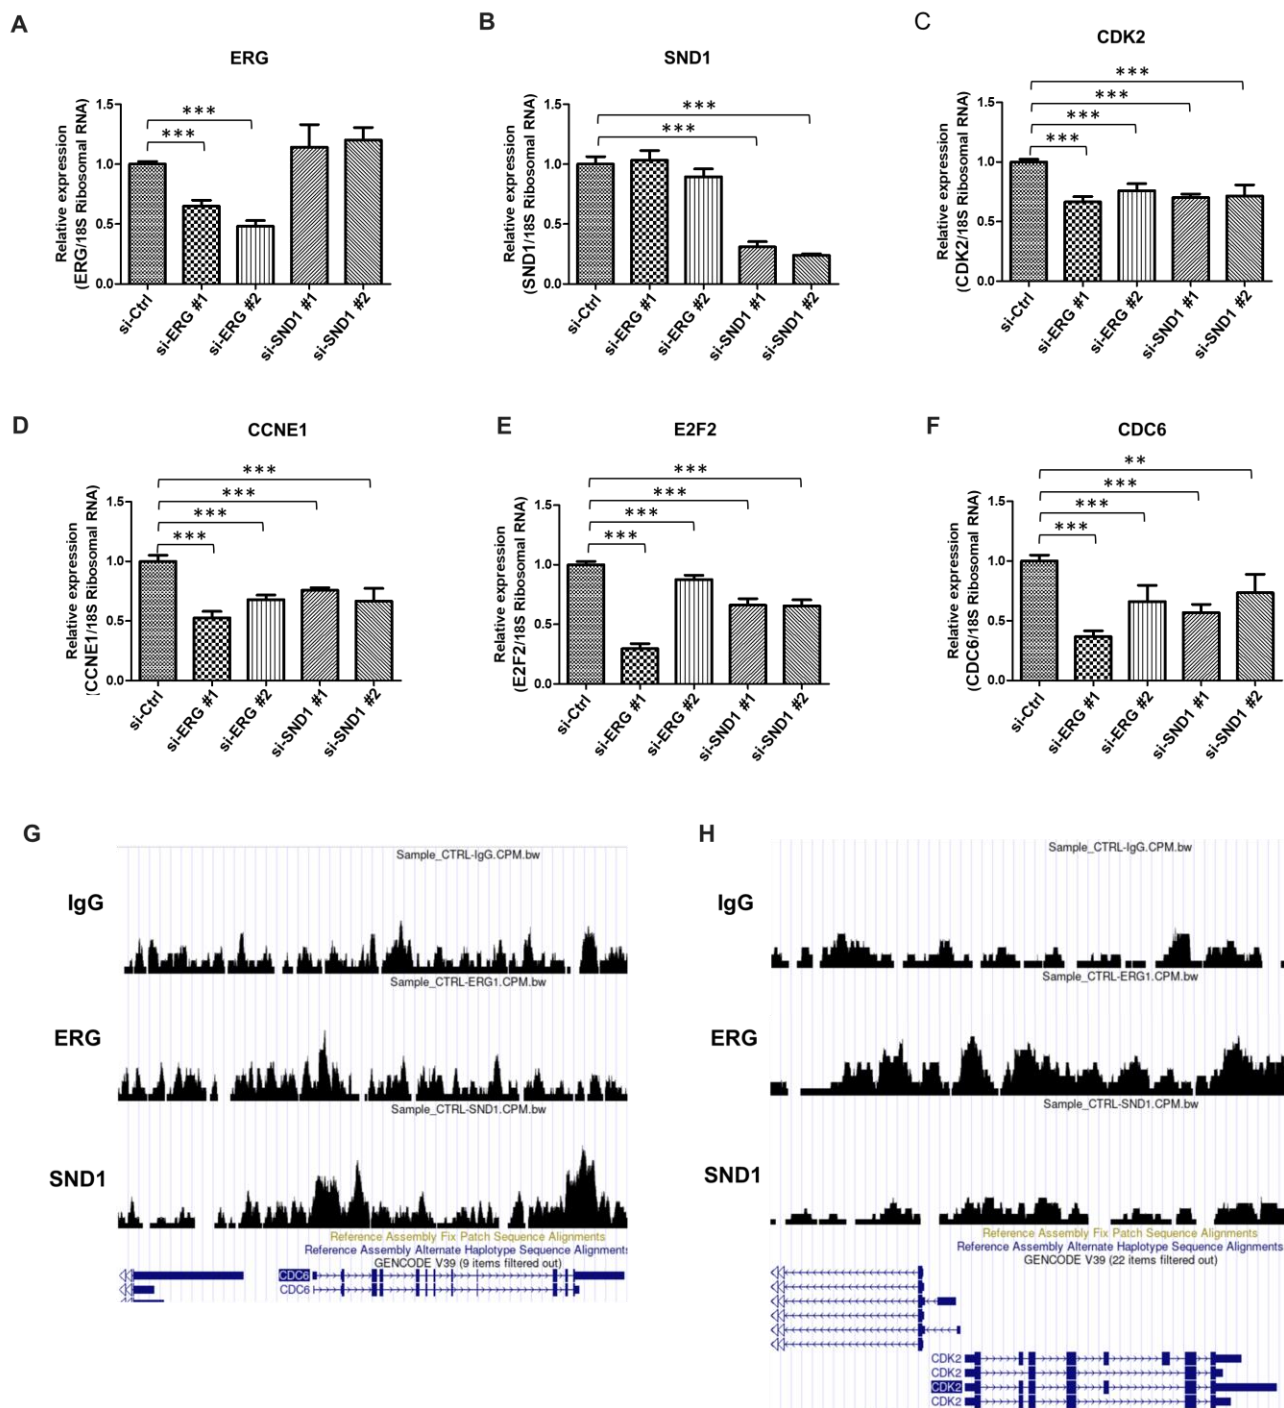 A
ERG
Relative expression
(ERG/18S Ribosomal RNA)
1.5
1.0
0.5
0.0
***
***
si-Ctrl
si-ERG #1
si-ERG #2
si-SND1 #1
si-SND1 #2
B
SND1
Relative expression
(SND1/18S Ribosomal RNA)
1.5
1.0
0.5
0.0
***
***
si-Ctrl
si-ERG #1
si-ERG #2
si-SND1 #1
si-SND1 #2
C
CDK2
Relative expression
(CDK2/18S Ribosomal RNA)
1.5
1.0
0.5
0.0
***
***
***
***
si-Ctrl
si-ERG #1
si-ERG #2
si-SND1 #1
si-SND1 #2
D
CCNE1
Relative expression
(CCNE1/18S Ribosomal RNA)
1.5
1.0
0.5
0.0
***
***
***
***
si-Ctrl
si-ERG #1
si-ERG #2
si-SND1 #1
si-SND1 #2
E
E2F2
Relative expression
(E2F2/18S Ribosomal RNA)
1.5
1.0
0.5
0.0
***
***
***
***
si-Ctrl
si-ERG #1
si-ERG #2
si-SND1 #1
si-SND1 #2
F
CDC6
Relative expression
(CDC6/18S Ribosomal RNA)
1.5
1.0
0.5
0.0
**
***
***
***
si-Ctrl
si-ERG #1
si-ERG #2
si-SND1 #1
si-SND1 #2
G
Sample_CTRL-IgG.CPM.bw
IgG
Sample_CTRL-ERG1.CPM.bw
ERG
Sample_CTRL-SND1.CPM.bw
SND1
Reference Assembly Fix Patch Sequence Alignments
Reference Assembly Alternate Haplotype Sequence Alignments
GENCODE V39 (9 items filtered out)
CDC6
CDC6
H
Sample_CTRL-IgG.CPM.bw
IgG
Sample_CTRL-ERG1.CPM.bw
ERG
Sample_CTRL-SND1.CPM.bw
SND1
Reference Assembly Fix Patch Sequence Alignments
Reference Assembly Alternate Haplotype Sequence Alignments
GENCODE V39 (22 items filtered out)
CDK2
CDK2
CDK2
CDK2